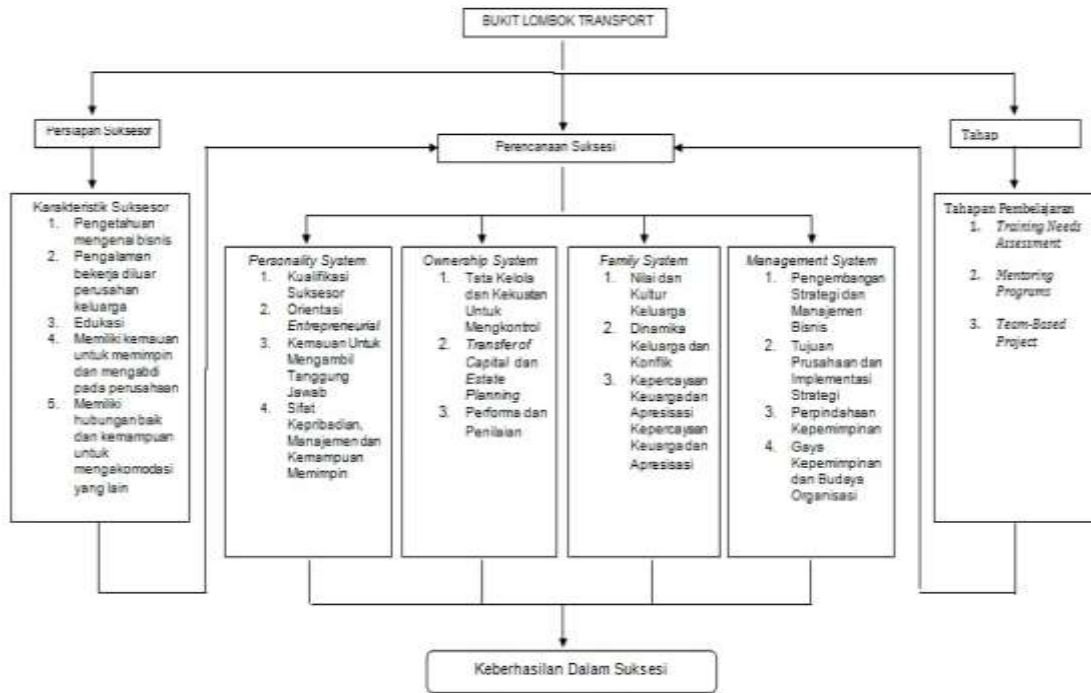 BUKIT LOMBOK TRANSPORT
Persiapan Suksesor
Perencanaan Suksesi
Tahap
Karakteristik Suksesor
1. Pengetahuan
mengenai bisnis
2. Pengalaman
bekerja diluar
perusahan
keluarga
3. Edukasi
4. Memiliki kemauan
untuk memimpin
dan mengabdi
pada perusahaan
5. Memiliki
hubungan baik
dan kemampuan
untuk
mengakomodasi
yang lain
Personality System
1. Kualifikasi
Suksesor
2. Orientasi
Entrepreneurial
3. Kemauan Untuk
Mengambil
Tanggung
Jawab
4. Sifat
Kepribadian,
Manajemen dan
Kemampuan
Memimpin
Ownership System
1. Tata Kelola
dan Kekuatan
Untuk
Mengkontrol
2. Transfer of
Capital dan
Estate
Planning
3. Performa dan
Penilaian
Family System
1. Nilai dan
Kultur
Keluarga
2. Dinamika
Keluarga dan
Konflik
3. Kepercayaan
Keuarga dan
Apresisasi
Kepercayaan
Keuarga dan
Apresisasi
Management System
1. Pengembangan
Strategi dan
Manajemen
Bisnis
2. Tujuan
Prusahaan dan
Implementasi
Strategi
3. Perpindahaan
Kepemimpinan
4. Gaya
Kepemimpinan
dan Budaya
Organisasi
Tahapan Pembelajaran
1. Training Needs
Assessment
2. Mentoring
Programs
3. Team-Based
Project
Keberhasilan Dalam Suksesi